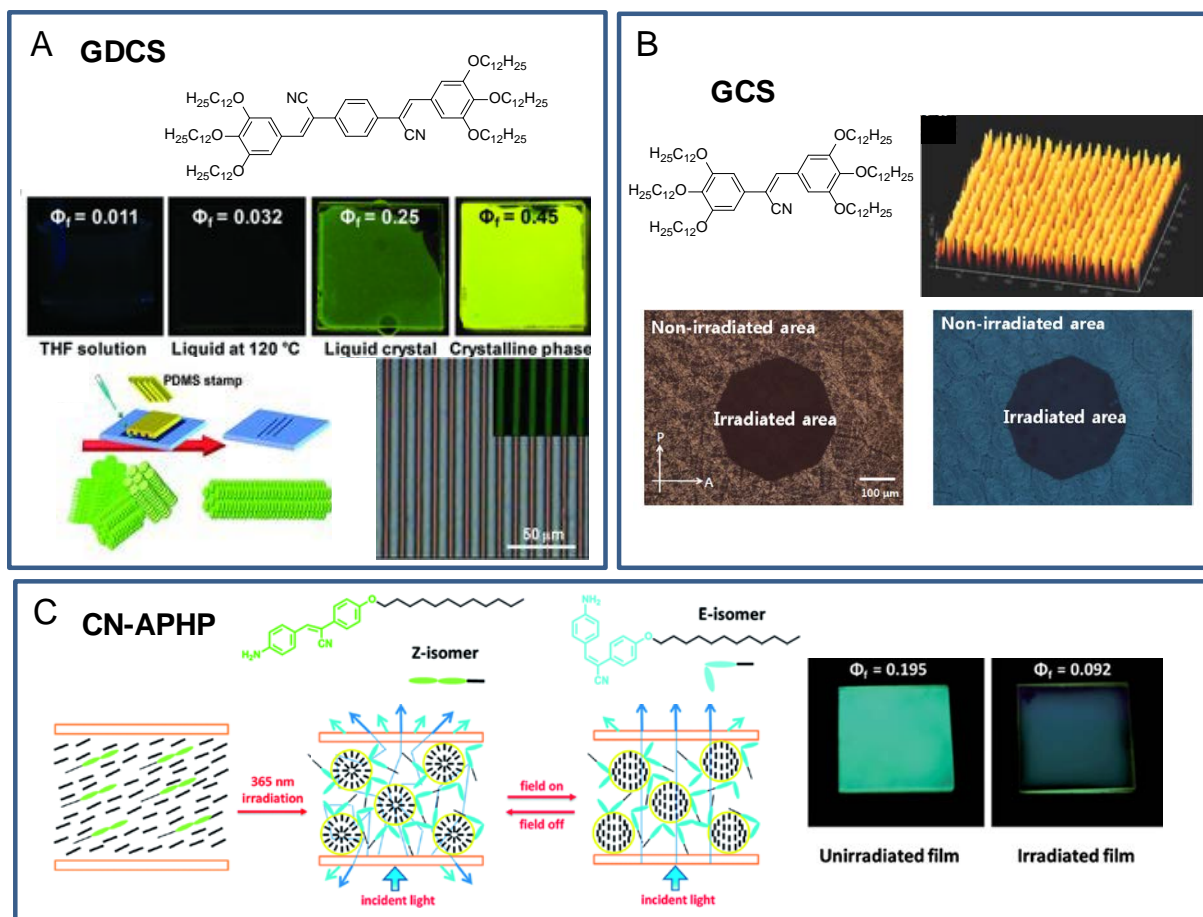 A GDCS
OC12H25
H25C12O
NC
OC12H25
H25C12O
CN
OC12H25
H25C12O
Φf = 0.011
Φf = 0.032
Φf = 0.25
Φf = 0.45
THF solution
Liquid at 120 °C
Liquid crystal
Crystalline phase
PDMS stamp
50 μm
B
GCS
OC12H25
H25C12O
OC12H25
H25C12O
CN
OC12H25
H25C12O
Non-irradiated area
Irradiated area
P
A
100 μm
Non-irradiated area
Irradiated area
C CN-APHP
O
CN
H2N
Z-isomer
NH2
O
CN
E-isomer
365 nm
irradiation
field on
field off
incident light
incident light
Φf = 0.195
Φf = 0.092
Unirradiated film
Irradiated film